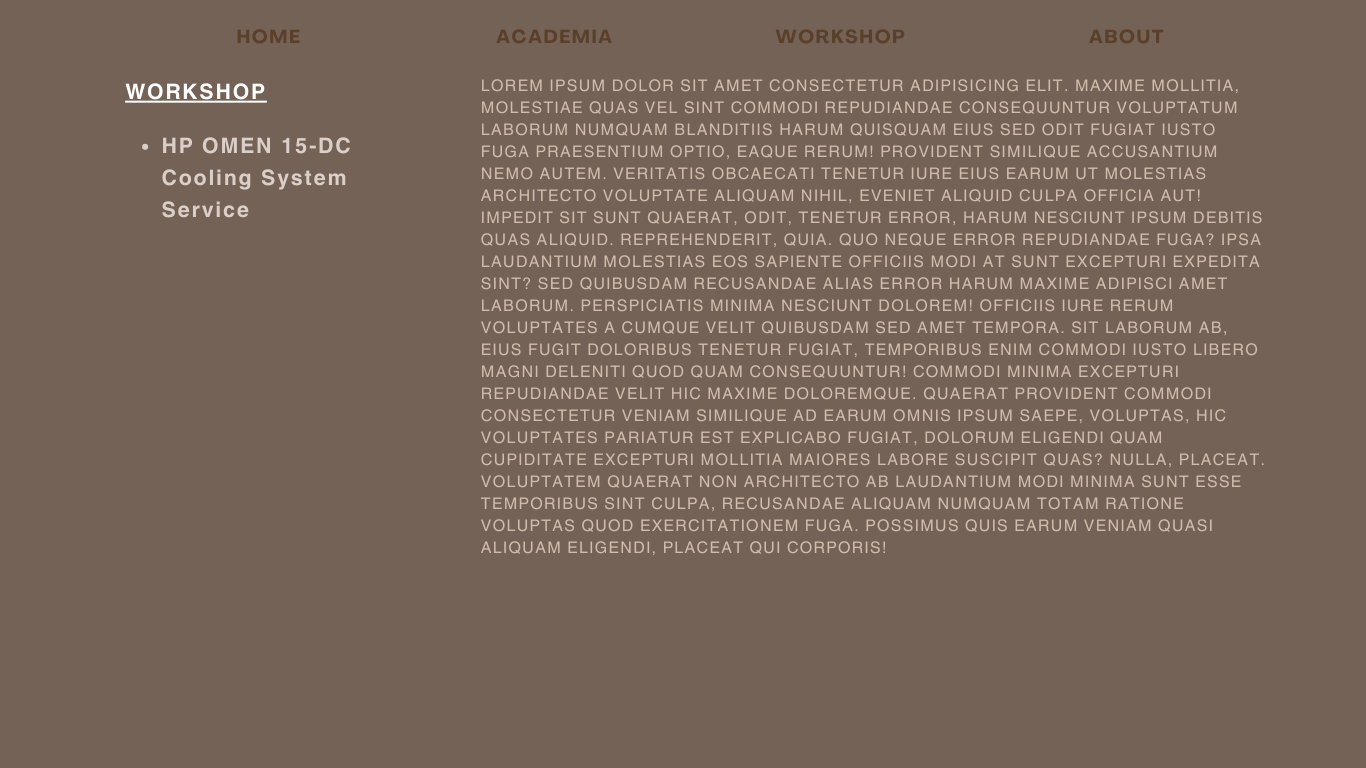 HOME ACADEMIA WORKSHOP ABOUT
WORKSHOP
• HP OMEN 15-DC
Cooling System
Service
LOREM IPSUM DOLOR SIT AMET CONSECTETUR ADIPISICING ELIT. MAXIME MOLLITIA,
MOLESTIAE QUAS VEL SINT COMMODI REPUDIANDAE CONSEQUUNTUR VOLUPTATUM
LABORUM NUMQUAM BLANDITIIS HARUM QUISQUAM EIUS SED ODIT FUGIAT IUSTO
FUGA PRAESENTIUM OPTIO, EAQUE RERUM! PROVIDENT SIMILIQUE ACCUSANTIUM
NEMO AUTEM. VERITATIS OBCAECATI TENETUR IURE EIUS EARUM UT MOLESTIAS
ARCHITECTO VOLUPTATE ALIQUAM NIHIL, EVENIET ALIQUID CULPA OFFICIA AUT!
IMPEDIT SIT SUNT QUAERAT, ODIT, TENETUR ERROR, HARUM NESCIUNT IPSUM DEBITIS
QUAS ALIQUID. REPREHENDERIT, QUIA. QUO NEQUE ERROR REPUDIANDAE FUGA? IPSA
LAUDANTIUM MOLESTIAS EOS SAPIENTE OFFICIIS MODI AT SUNT EXCEPTURI EXPEDITA
SINT? SED QUIBUSDAM RECUSANDAE ALIAS ERROR HARUM MAXIME ADIPISCI AMET
LABORUM. PERSPICIATIS MINIMA NESCIUNT DOLOREM! OFFICIIS IURE RERUM
VOLUPTATES A CUMQUE VELIT QUIBUSDAM SED AMET TEMPORA. SIT LABORUM AB,
EIUS FUGIT DOLORIBUS TENETUR FUGIAT, TEMPORIBUS ENIM COMMODI IUSTO LIBERO
MAGNI DELENITI QUOD QUAM CONSEQUUNTUR! COMMODI MINIMA EXCEPTURI
REPUDIANDAE VELIT HIC MAXIME DOLOREMQUE. QUAERAT PROVIDENT COMMODI
CONSECTETUR VENIAM SIMILIQUE AD EARUM OMNIS IPSUM SAEPE, VOLUPTAS, HIC
VOLUPTATES PARIATUR EST EXPLICABO FUGIAT, DOLORUM ELIGENDI QUAM
CUPIDITATE EXCEPTURI MOLLITIA MAIORES LABORE SUSCIPIT QUAS? NULLA, PLACEAT.
VOLUPTATEM QUAERAT NON ARCHITECTO AB LAUDANTIUM MODI MINIMA SUNT ESSE
TEMPORIBUS SINT CULPA, RECUSANDAE ALIQUAM NUMQUAM TOTAM RATIONE
VOLUPTAS QUOD EXERCITATIONEM FUGA. POSSIMUS QUIS EARUM VENIAM QUASI
ALIQUAM ELIGENDI, PLACEAT QUI CORPORIS!